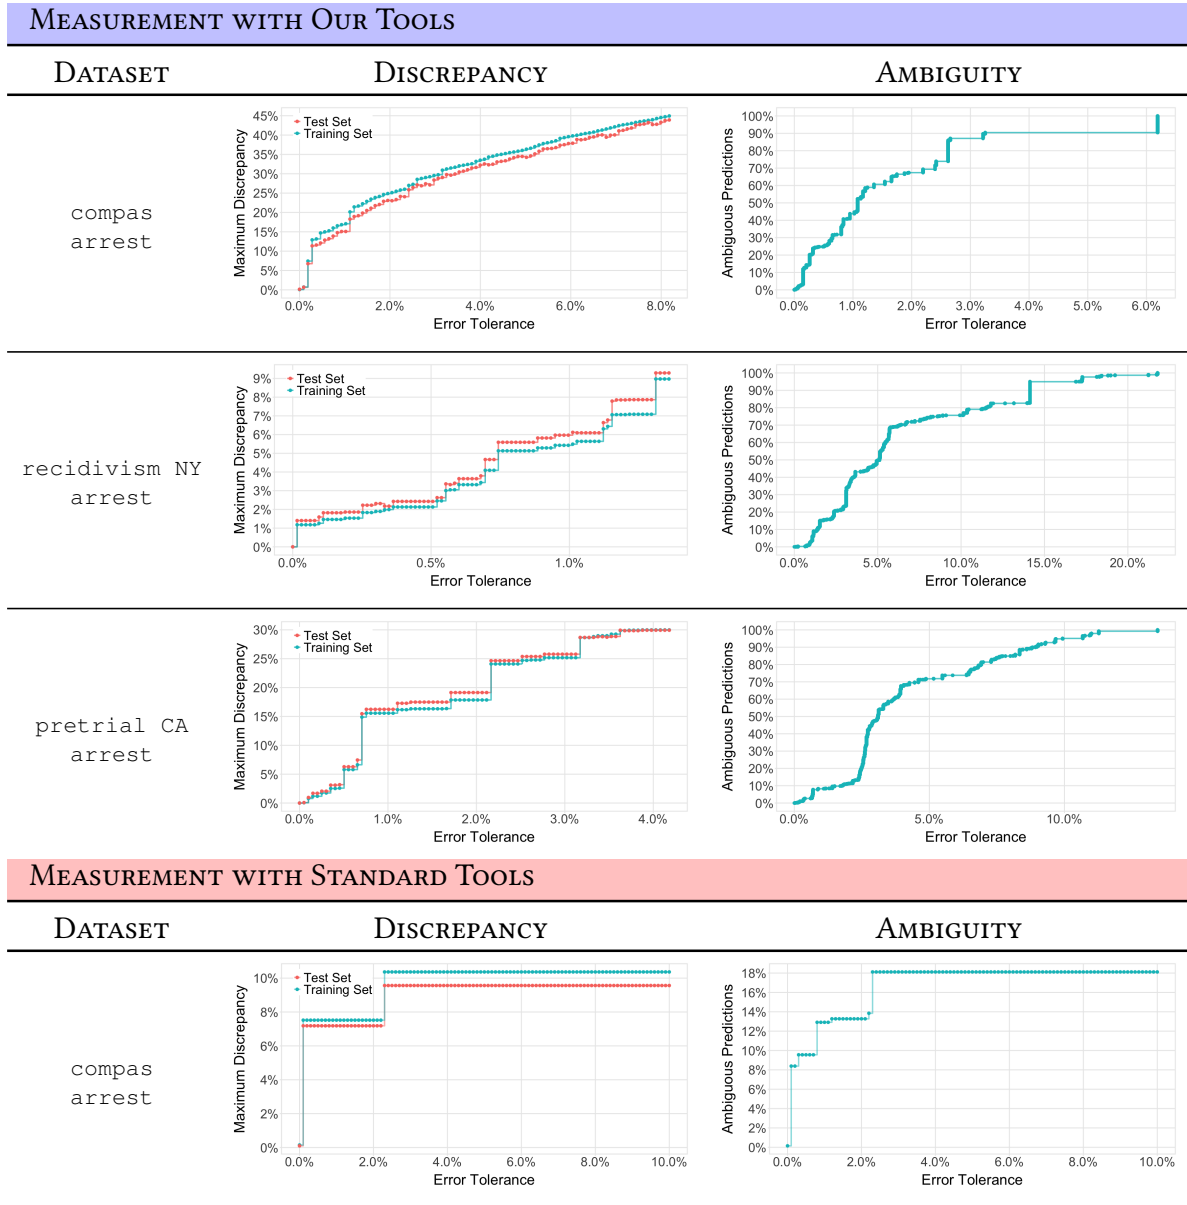 MEASUREMENT WITH OUR TOOLS
DATASET DISCREPANCY AMBIGUITY
compas
arrest
Maximum Discrepancy
45%
40%
35%
30%
25%
20%
15%
10%
5%
0%
Test Set
Training Set
0.0% 2.0% 4.0% 6.0% 8.0%
Error Tolerance
Ambiguous Predictions
100%
90%
80%
70%
60%
50%
40%
30%
20%
10%
0%
0.0% 1.0% 2.0% 3.0% 4.0% 5.0% 6.0%
Error Tolerance
recidivism NY
arrest
Maximum Discrepancy
9%
8%
7%
6%
5%
4%
3%
2%
1%
0%
Test Set
Training Set
0.0% 0.5% 1.0%
Error Tolerance
Ambiguous Predictions
100%
90%
80%
70%
60%
50%
40%
30%
20%
10%
0%
0.0% 5.0% 10.0% 15.0% 20.0%
Error Tolerance
pretrial CA
arrest
Maximum Discrepancy
30%
25%
20%
15%
10%
5%
0%
Test Set
Training Set
0.0% 1.0% 2.0% 3.0% 4.0%
Error Tolerance
Ambiguous Predictions
100%
90%
80%
70%
60%
50%
40%
30%
20%
10%
0%
0.0% 5.0% 10.0%
Error Tolerance
MEASUREMENT WITH STANDARD TOOLS
DATASET DISCREPANCY AMBIGUITY
compas
arrest
Maximum Discrepancy
10%
8%
6%
4%
2%
0%
Test Set
Training Set
0.0% 2.0% 4.0% 6.0% 8.0% 10.0%
Error Tolerance
Ambiguous Predictions
18%
16%
14%
12%
10%
8%
6%
4%
2%
0%
0.0% 2.0% 4.0% 6.0% 8.0% 10.0%
Error Tolerance